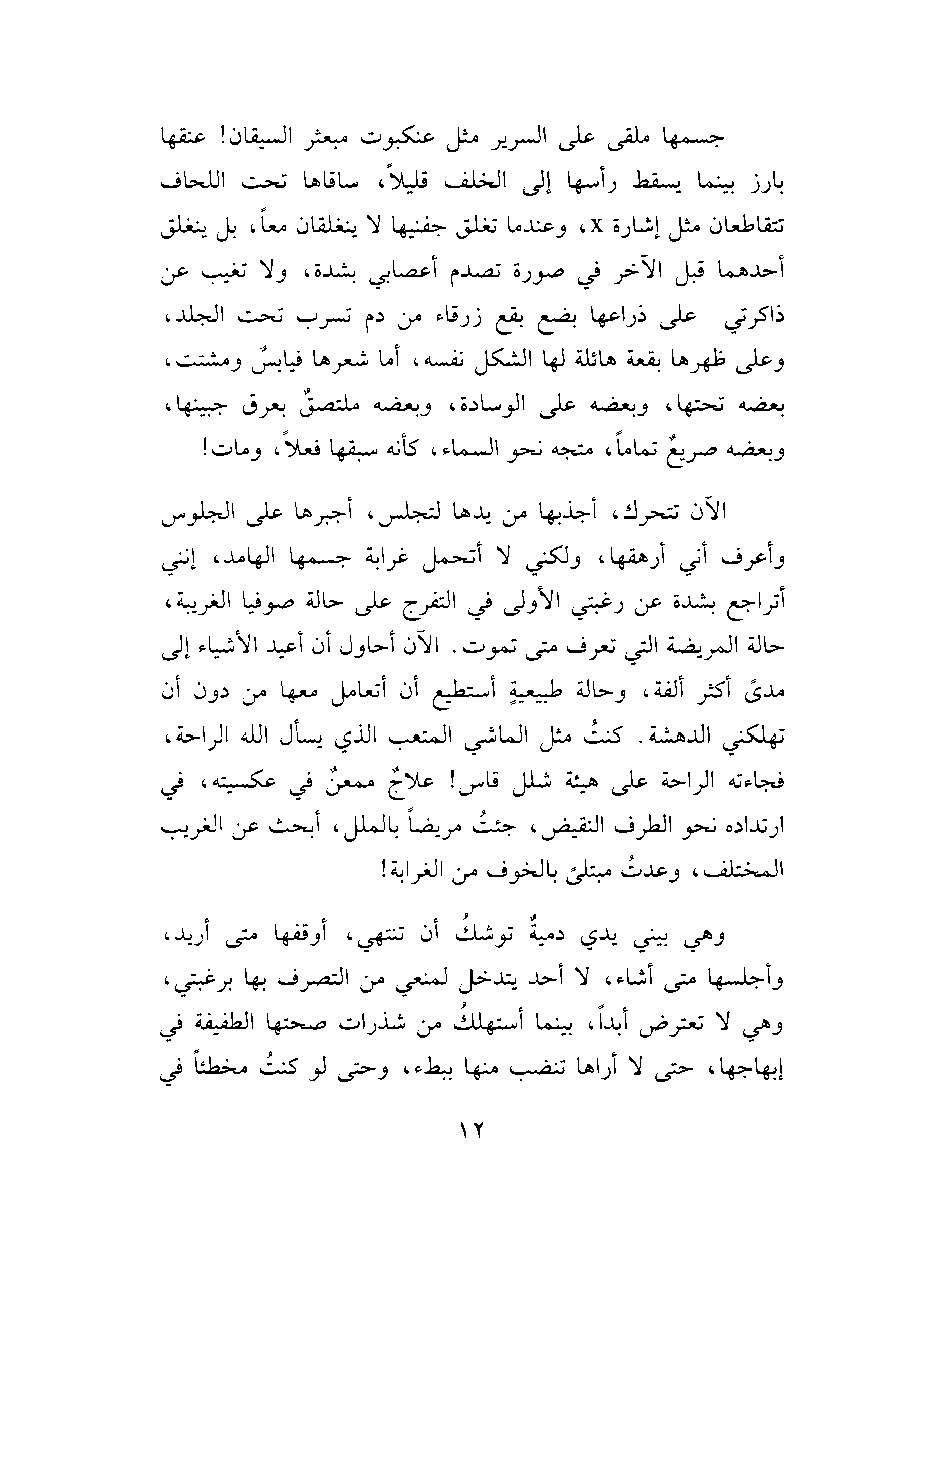 جسمها ملقى على السرير مثل عنكبوت مبعثر السيقان! عنقها
بارز بينما يسقط رأسها إلى الخلف قليلاً، ساقاها تحت اللحاف
تتقاطعان مثل إشارة x، وعندما تغلق جفنيها لا ينغلقان معاً، بل ينغلق
أحدهما قبل الآخر في صورة تصدم أعصابي بشدة، ولا تغيب عن
ذاكرتي على ذراعها بضع بقع زرقاء من دم تسرب تحت الجلد،
وعلى ظهرها بقعة هائلة لها الشكل نفسه، أما شعرها فيابسٌ ومشتت،
بعضه تحتها، وبعضه على الوسادة، وبعضه ملتصقٌ بعرق جبينها،
وبعضه صريعٌ تماماً، متجه نحو السماء، كأنه سبقها فعلاً، ومات!
الآن تتحرك، أجذبها من يدها لتجلس، أجبرها على الجلوس
وأعرف أني أرهقها، ولكني لا أتحمل غرابة جسمها الهامد، إنني
أتراجع بشدة عن رغبتي الأولى في التفرج على حالة صوفيا الغريبة،
حالة المريضة التي تعرف متى تموت. الآن أحاول أن أعيد الأشياء إلى
مدىً أكثر ألفة، وحالة طبيعيةٍ أستطيع أن أتعامل معها من دون أن
تهلكني الدهشة. كنتُ مثل الماشي المتعب الذي يسأل الله الراحة،
فجاءته الراحة على هيئة شلل قاس! علاجٌ ممعنٌ في عكسيته، في
ارتداده نحو الطرف النقيض، جئتُ مريضاً بالملل، أبحث عن الغريب
المختلف، وعدتُ مبتلىً بالخوف من الغرابة!
وهي بيني يدي دميةٌ توشكُ أن تنتهي، أوقفها متى أريد،
وأجلسها متى أشاء، لا أحد يتدخل لمنعي من التصرف بها برغبتي،
وهي لا تعترض أبداً، بينما أستهلكُ من شذرات صحتها الطفيفة في
إبهاجها، حتى لا أراها تنضب منها ببطء، وحتى لو كنتُ مخطئاً في
١٢